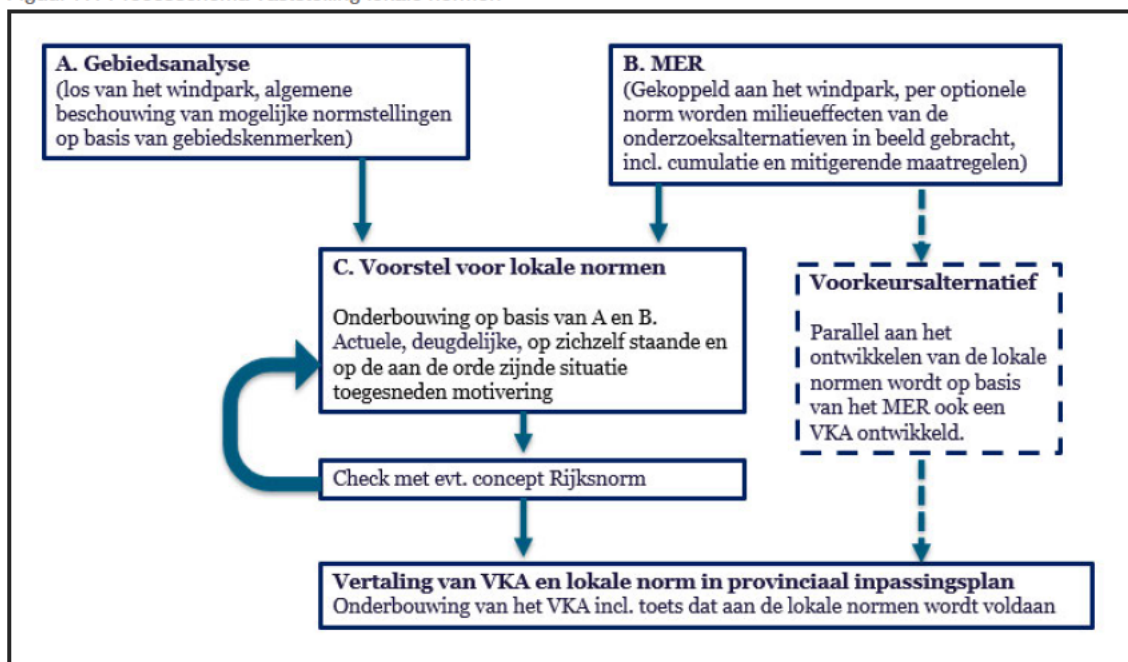 A. Gebiedsanalyse
(los van het windpark, algemene
beschouwing van mogelijke normstellingen
op basis van gebiedskenmerken)
B. MER
(Gekoppeld aan het windpark, per optionele
norm worden milieueffecten van de
onderzoeksalternatieven in beeld gebracht,
incl. cumulatie en mitigerende maatregelen)
C. Voorstel voor lokale normen
Onderbouwing op basis van A en B.
Actuele, deugdelijke, op zichzelf staande en
op de aan de orde zijnde situatie
toegesneden motivering
Voorkeursalternatief
Parallel aan het
ontwikkelen van de lokale
normen wordt op basis
van het MER ook een
VKA ontwikkeld.
Check met evt. concept Rijksnorm
Vertaling van VKA en lokale norm in provinciaal inpassingsplan
Onderbouwing van het VKA incl. toets dat aan de lokale normen wordt voldaan